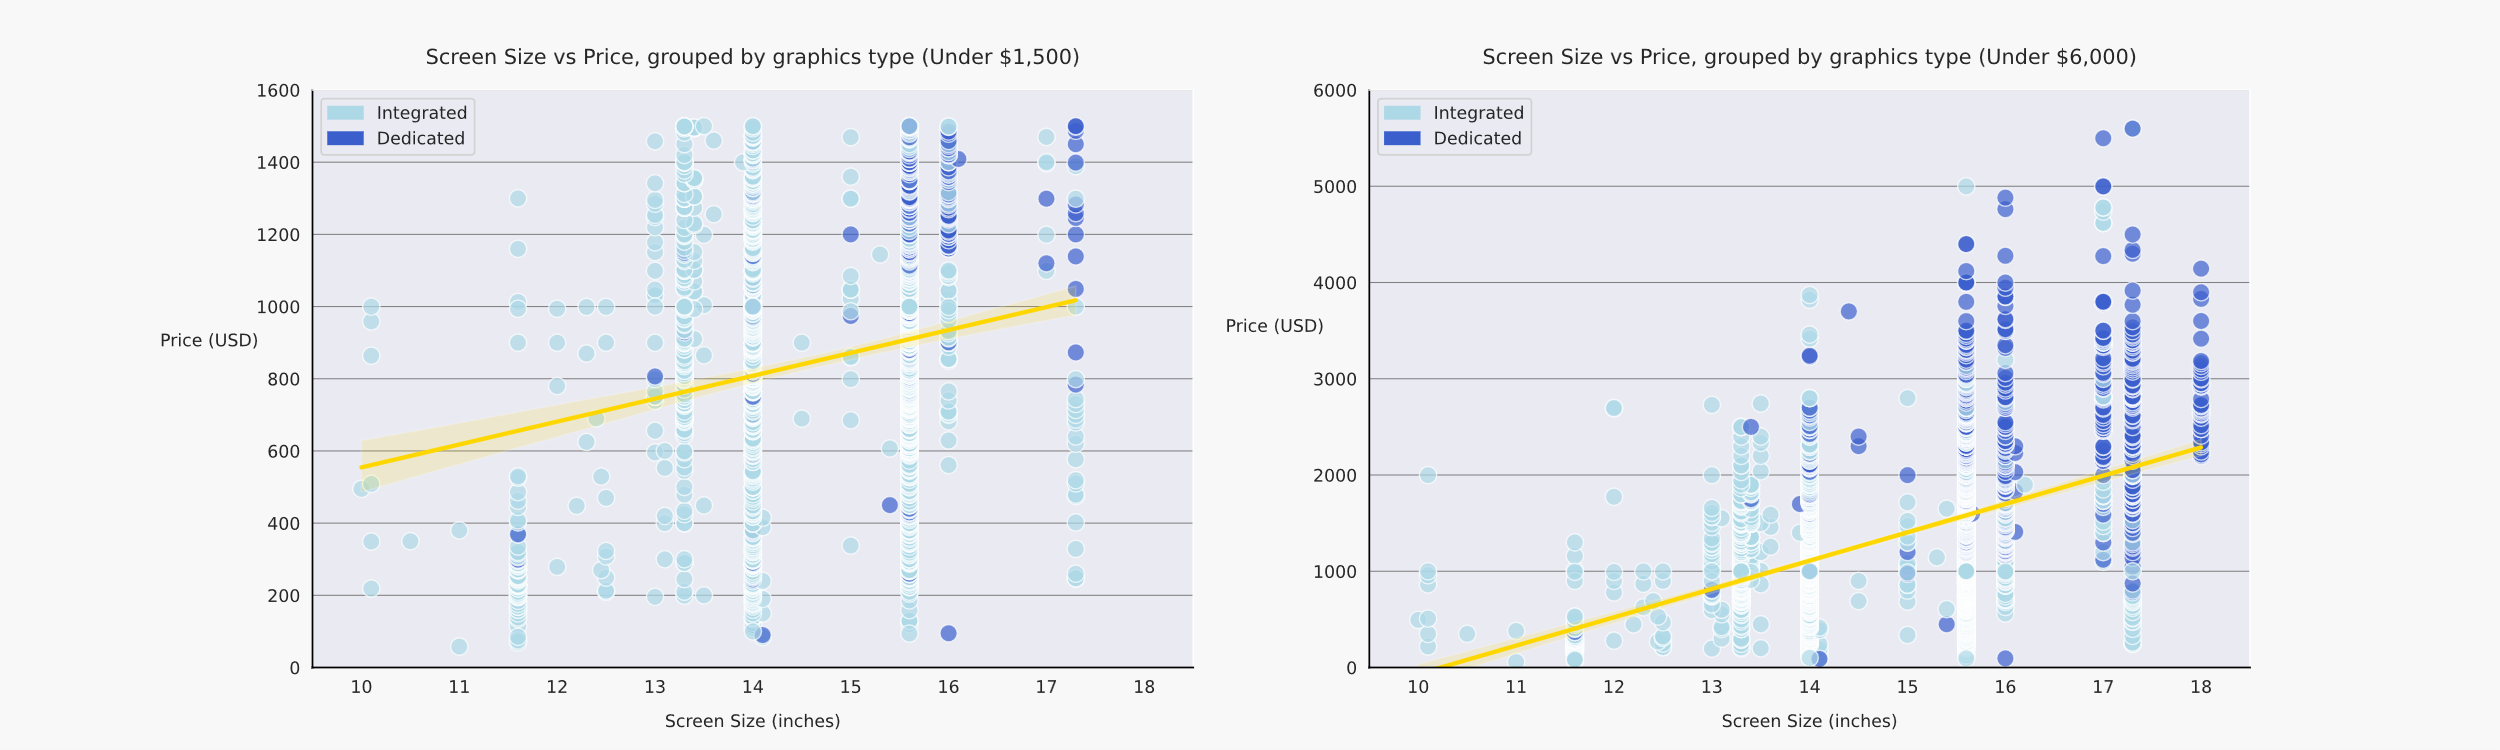 Screen Size vs Price, grouped by graphics type (Under $1,500)
1600
1400
1200
1000
800
600
400
200
0
Price (USD)
Integrated
Dedicated
10 11 12 13 14 15 16 17 18
Screen Size (inches)
Screen Size vs Price, grouped by graphics type (Under $6,000)
6000
5000
4000
3000
2000
1000
0
Price (USD)
Integrated
Dedicated
10 11 12 13 14 15 16 17 18
Screen Size (inches)